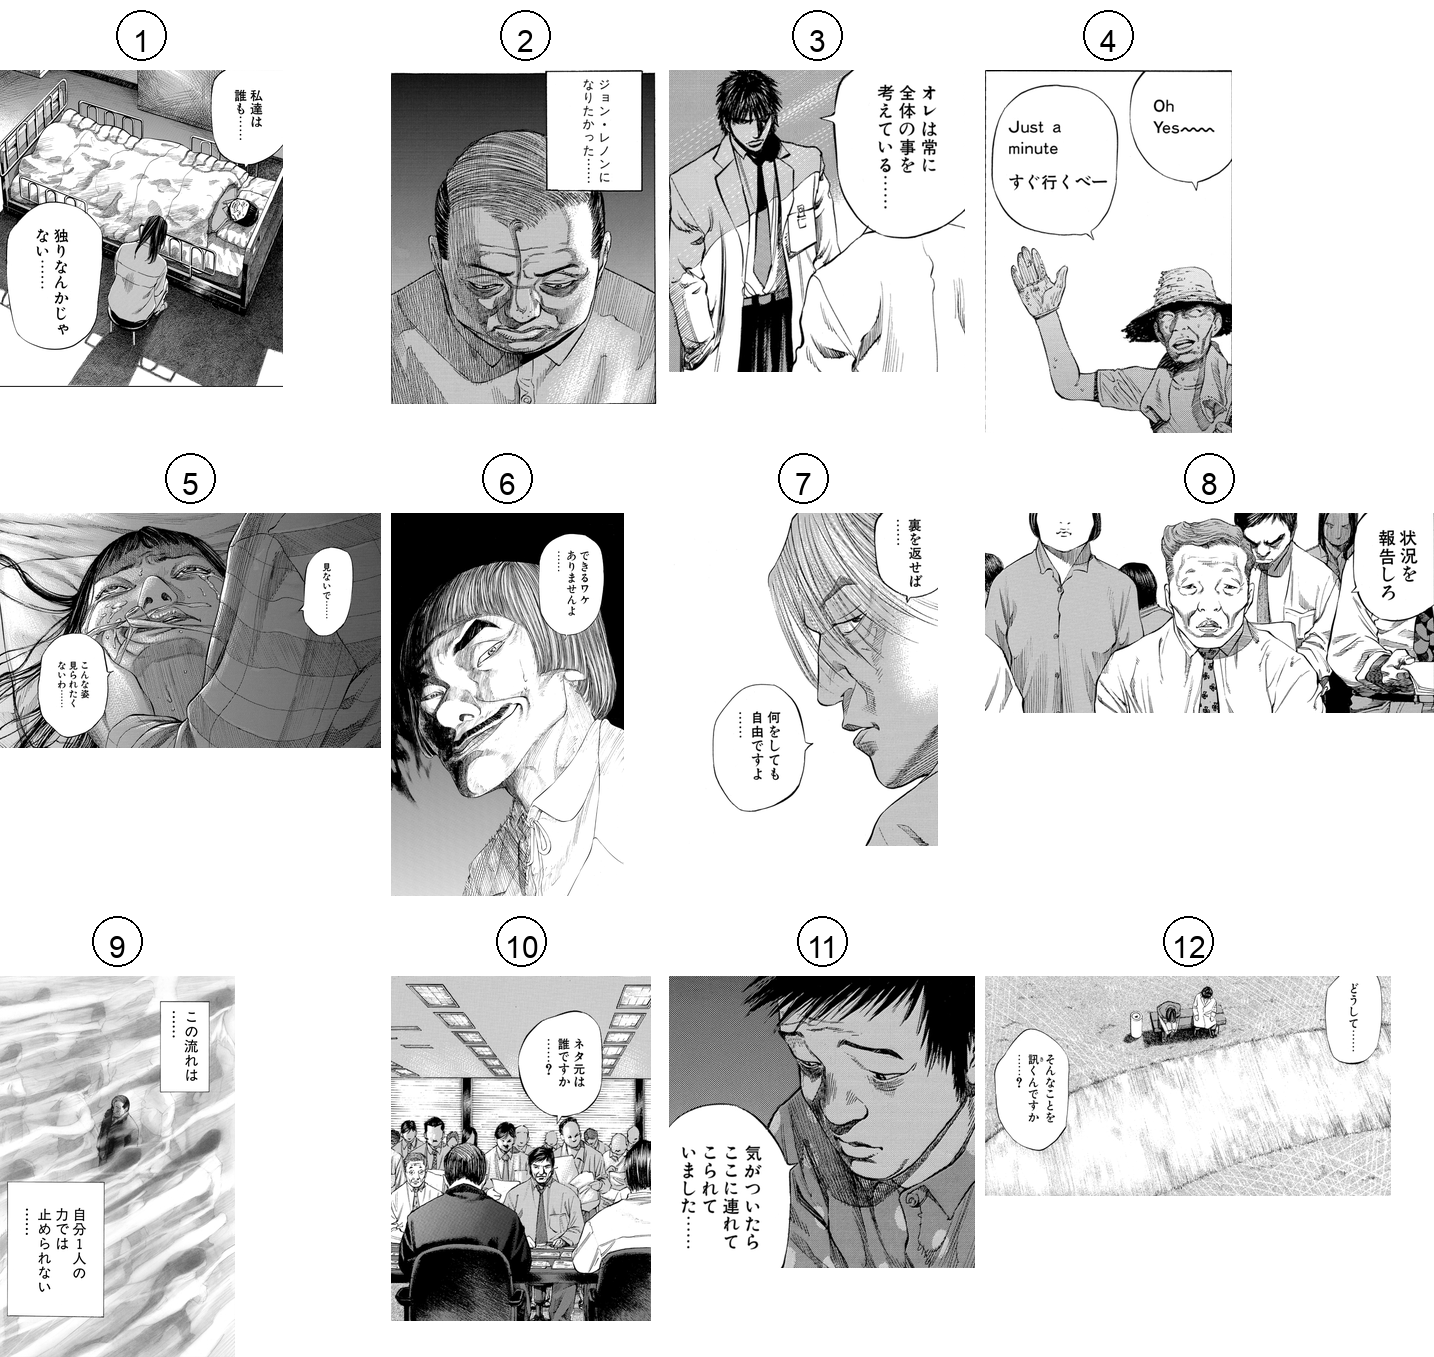 1
私達は
誰も……
独りなんかじゃ
ない……
2
ジョン・レノンに
なりたかった……
3
オレは常に
全体の事を
考えている……
4
Oh
Yes〜〜
Just a
minute
すぐ行くべー
5
見ないで……
こんな姿
見られたく
ないわ……
6
できるワケ
ありませんよ
……
7
裏を返せば
……
何をしても
自由ですよ
……
8
状況を
報告しろ
9
この流れは
……
自分1人の
力では
止められない
……
10
ネタ元は
誰ですか
……?
11
気がついたら
ここに連れて
こられて
いました……
12
どうして……
そんなことを
訊くんですか
……?